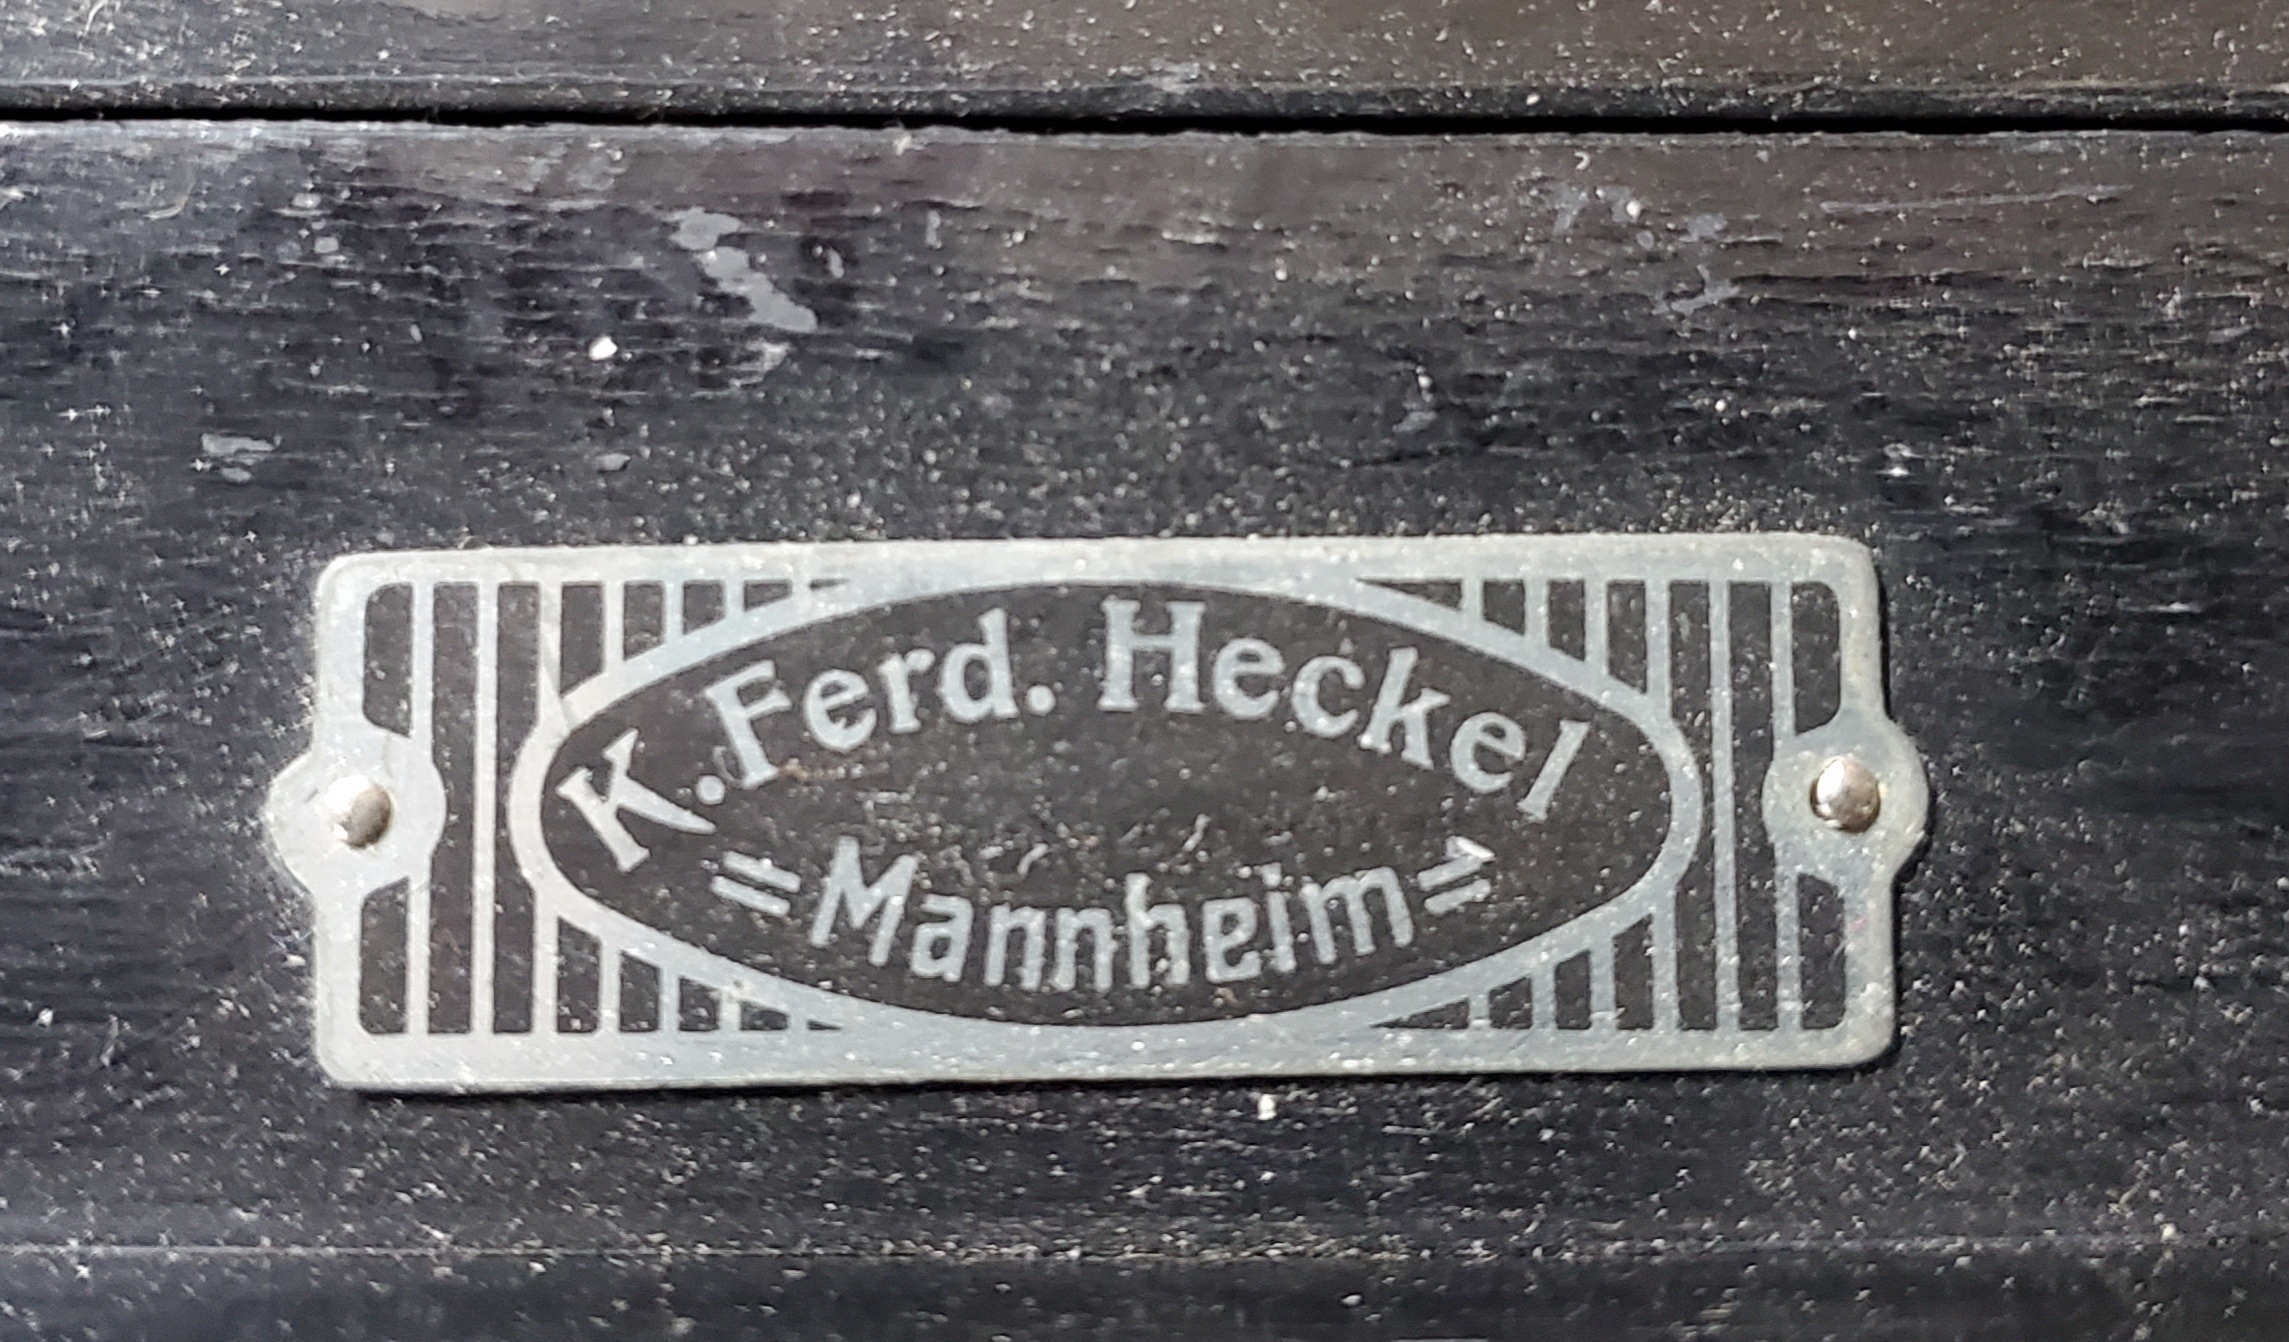 K. Ferd. Heckel
=Mannheim=